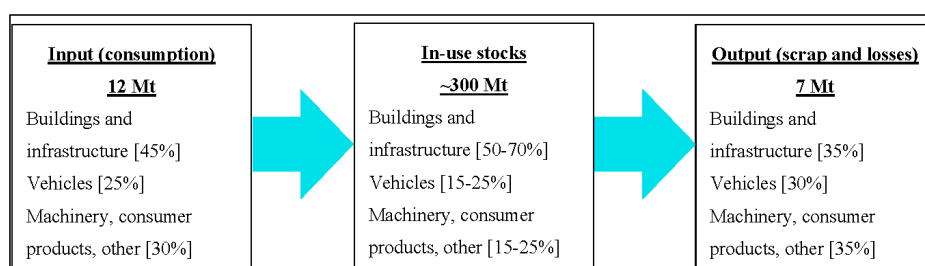 Input (consumption)
12 Mt
Buildings and
infrastructure [45%]
Vehicles [25%]
Machinery, consumer
products, other [30%]
In-use stocks
~300 Mt
Buildings and
infrastructure [50-70%]
Vehicles [15-25%]
Machinery, consumer
products, other [15-25%]
Output (scrap and losses)
7 Mt
Buildings and
infrastructure [35%]
Vehicles [30%]
Machinery, consumer
products, other [35%]